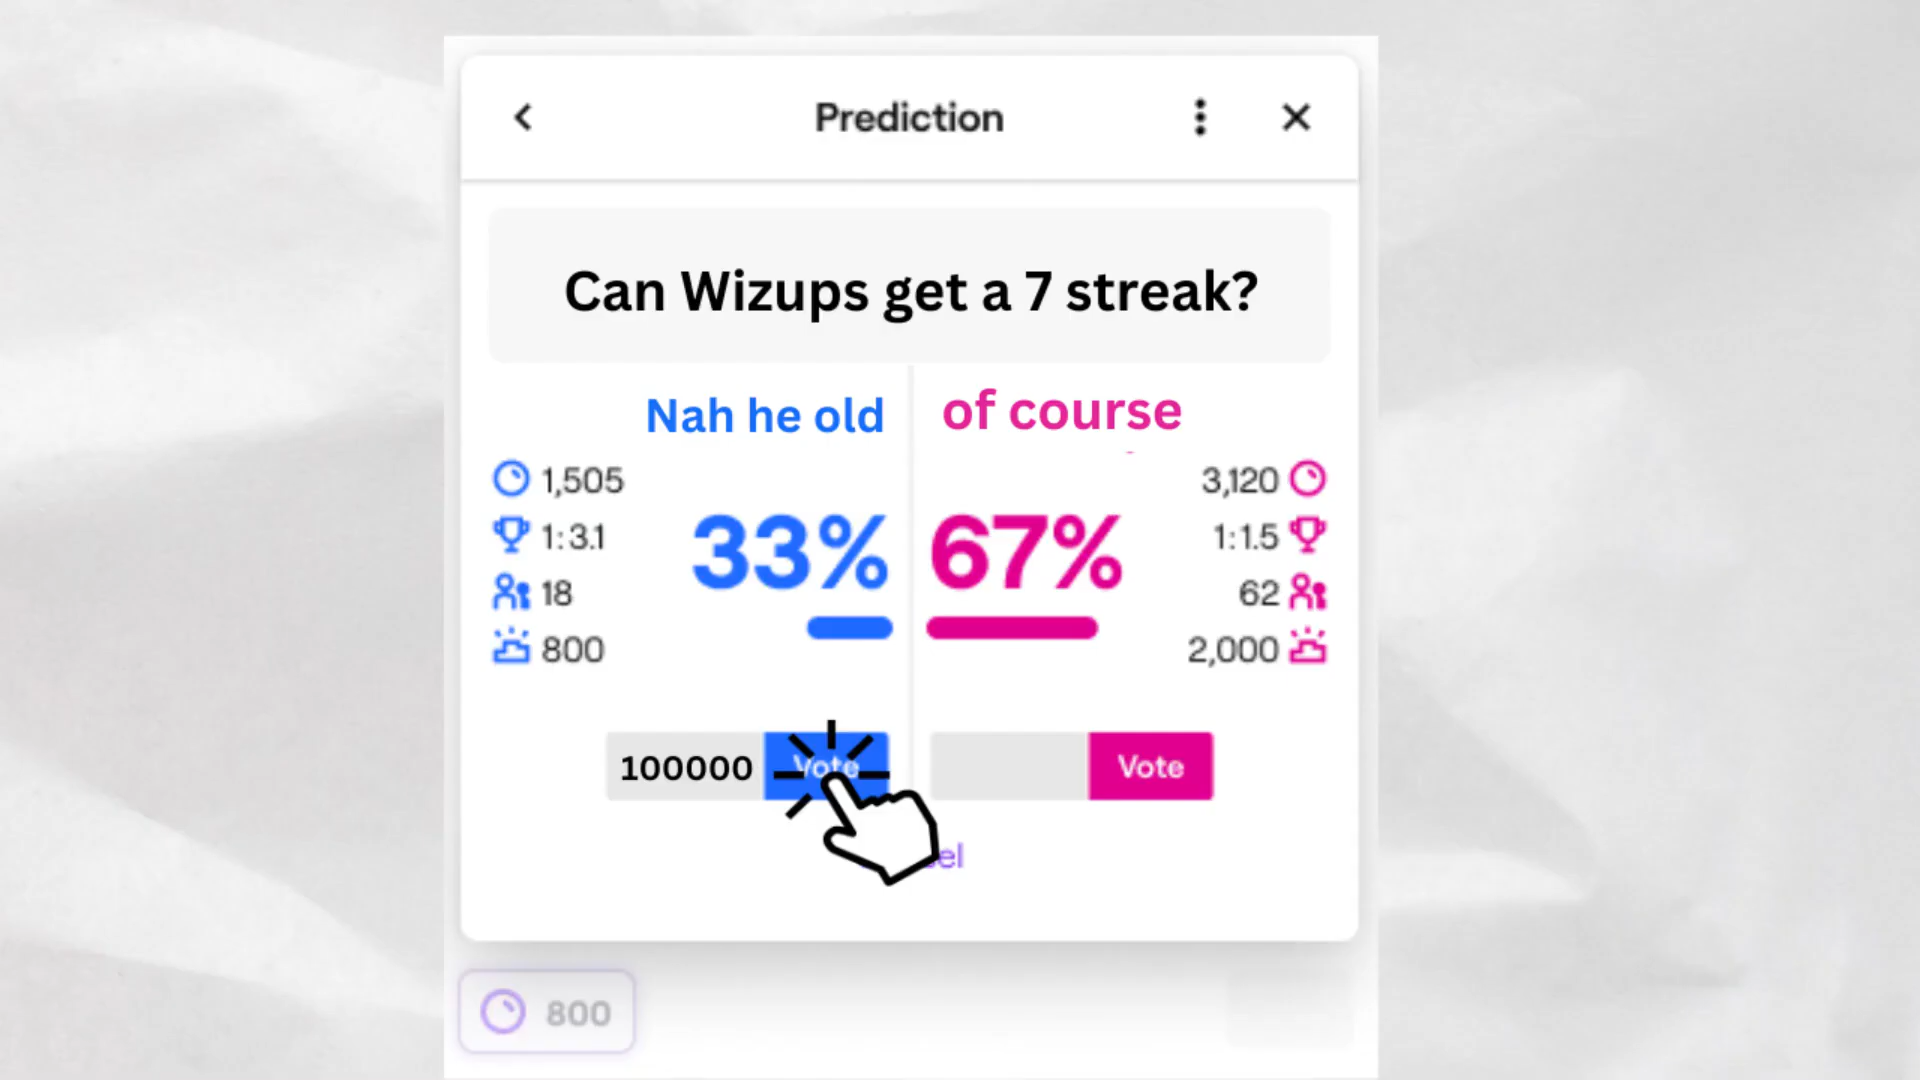 Prediction
Can Wizups get a 7 streak?
Nah he old
of course
1,505
1:3.1
18
800
33%
67%
3,120
1:1.5
62
2,000
100000 Vote
Vote
800